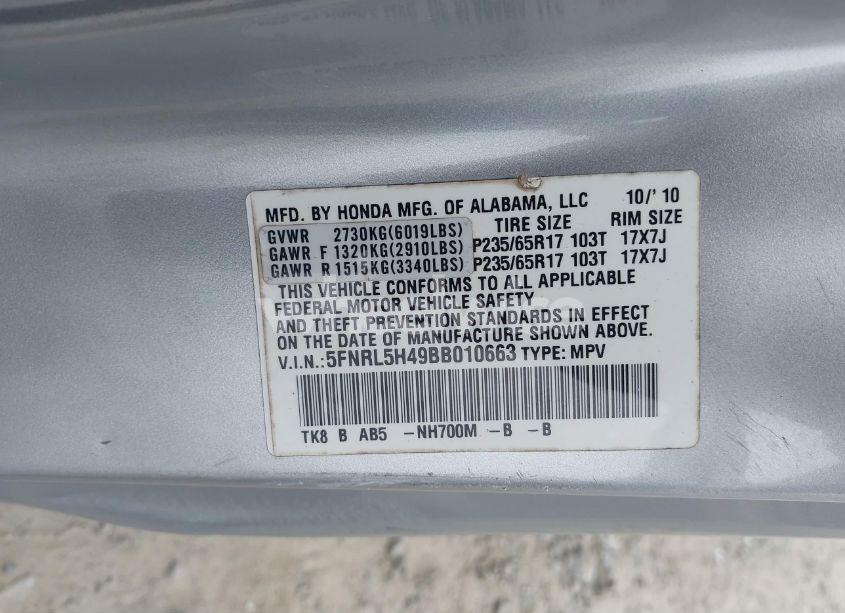 MFD. BY HONDA MFG. OF ALABAMA, LLC 10/'10
TIRE SIZE RIM SIZE
GVWR 2730KG(6019LBS)
GAWR F 1320KG(2910LBS) P235/65R17 103T 17X7J
GAWR R 1515KG(3340LBS) P235/65R17 103T 17X7J
THIS VEHICLE CONFORMS TO ALL APPLICABLE
FEDERAL MOTOR VEHICLE SAFETY
AND THEFT PREVENTION STANDARDS IN EFFECT
ON THE DATE OF MANUFACTURE SHOWN ABOVE.
V.I.N.:5FNRL5H49BB010663 TYPE: MPV
TK8 B AB5 -NH700M -B -B